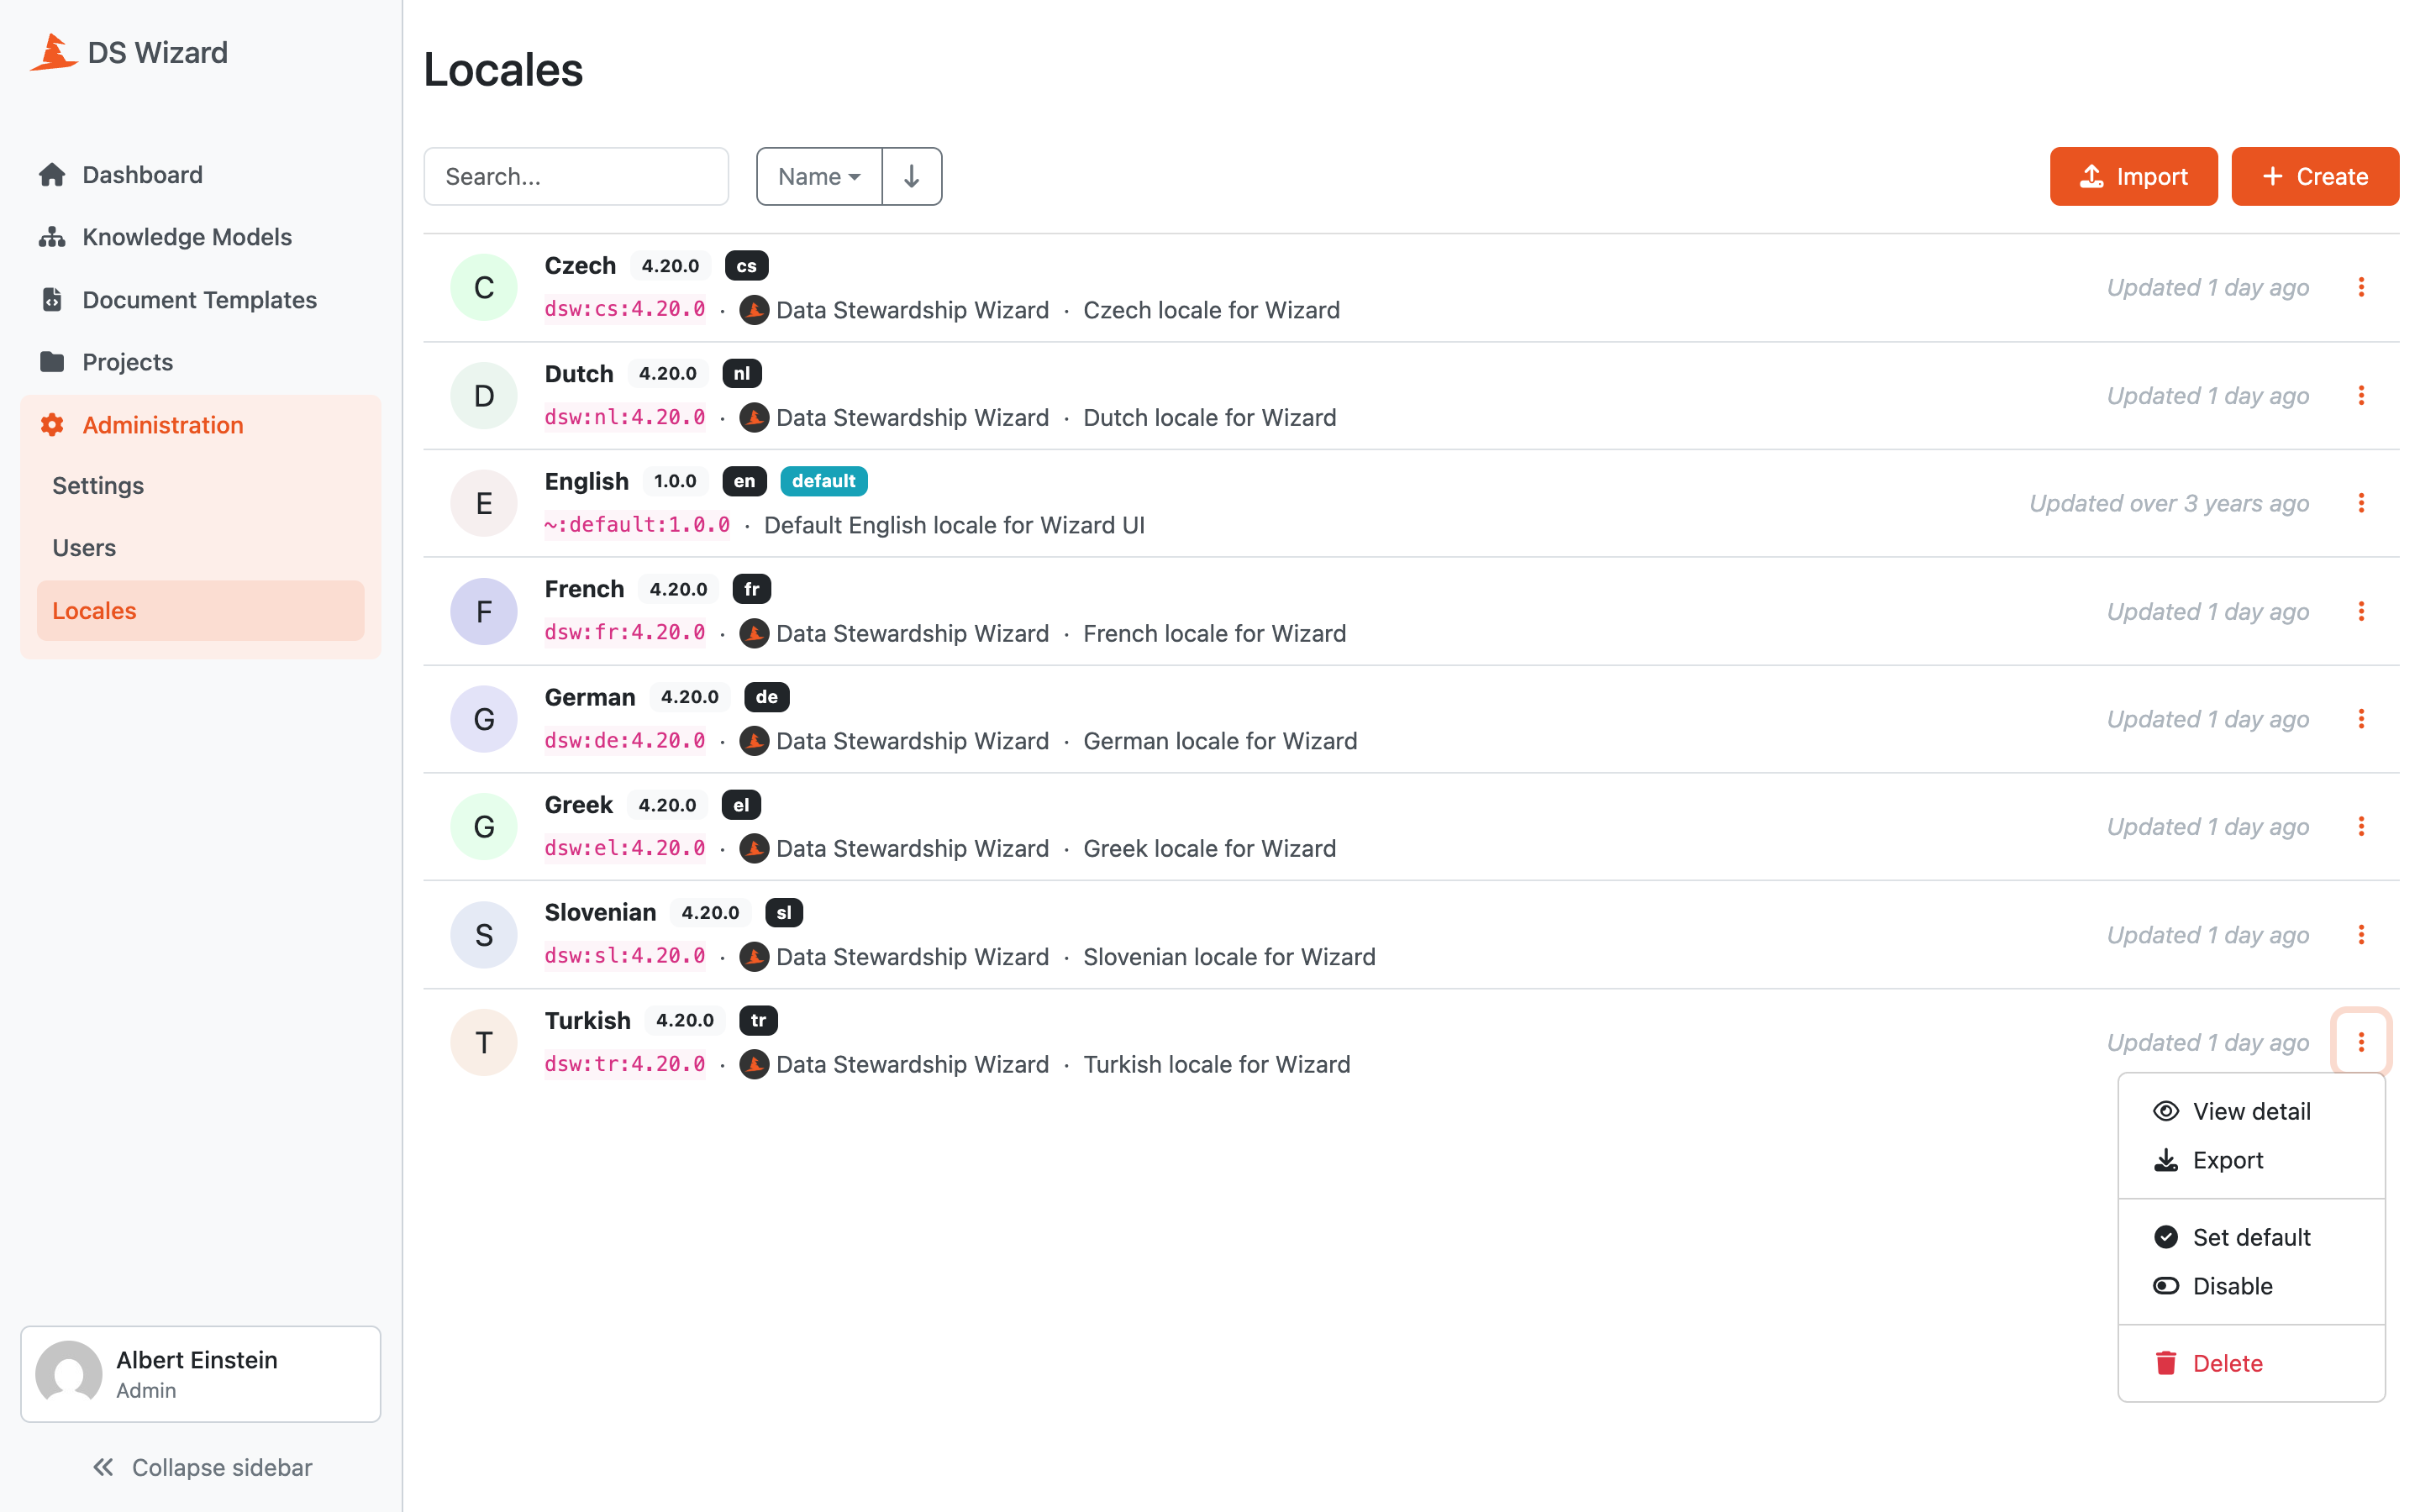 DS Wizard
Dashboard
Knowledge Models
Document Templates
Projects
Administration
Settings
Users
Locales
Albert Einstein
Admin
Collapse sidebar
Locales
Search...
Name
Import
Create
C
Czech 4.20.0 cs
dsw:cs:4.20.0 · Data Stewardship Wizard · Czech locale for Wizard
Updated 1 day ago
D
Dutch 4.20.0 nl
dsw:nl:4.20.0 · Data Stewardship Wizard · Dutch locale for Wizard
Updated 1 day ago
E
English 1.0.0 en default
~:default:1.0.0 · Default English locale for Wizard UI
Updated over 3 years ago
F
French 4.20.0 fr
dsw:fr:4.20.0 · Data Stewardship Wizard · French locale for Wizard
Updated 1 day ago
G
German 4.20.0 de
dsw:de:4.20.0 · Data Stewardship Wizard · German locale for Wizard
Updated 1 day ago
G
Greek 4.20.0 el
dsw:el:4.20.0 · Data Stewardship Wizard · Greek locale for Wizard
Updated 1 day ago
S
Slovenian 4.20.0 sl
dsw:sl:4.20.0 · Data Stewardship Wizard · Slovenian locale for Wizard
Updated 1 day ago
T
Turkish 4.20.0 tr
dsw:tr:4.20.0 · Data Stewardship Wizard · Turkish locale for Wizard
Updated 1 day ago
View detail
Export
Set default
Disable
Delete